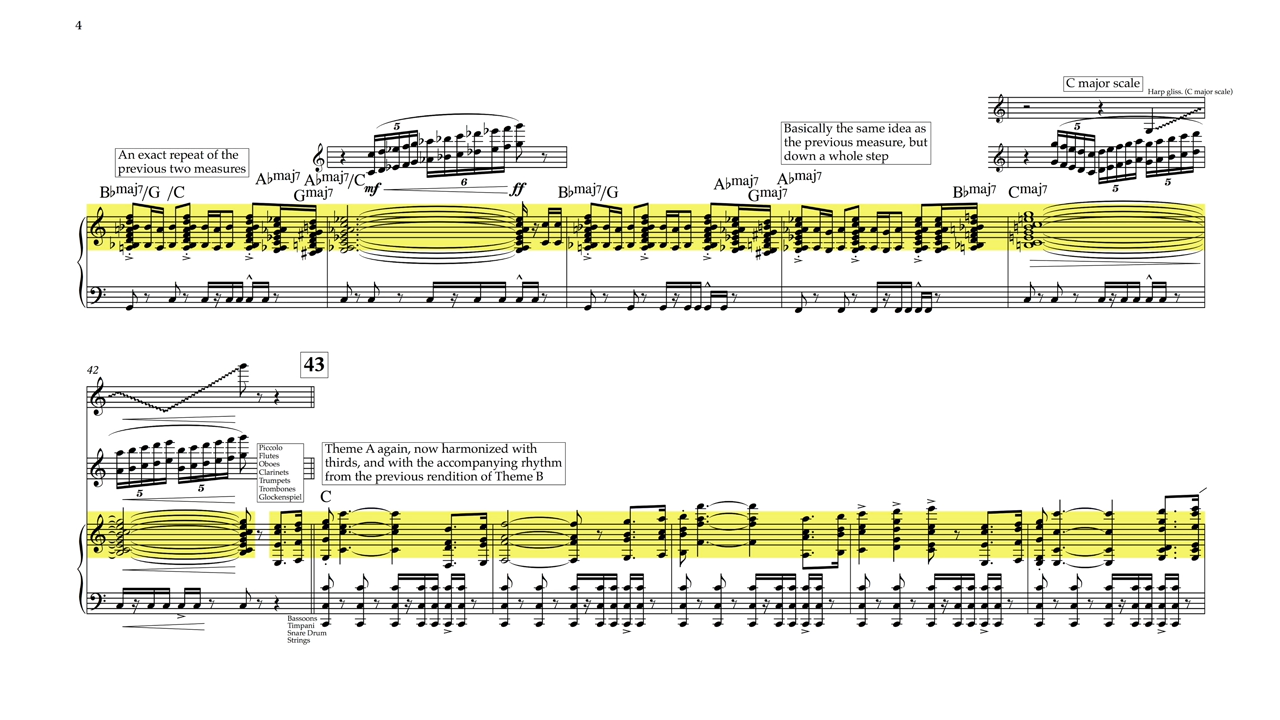 4
C major scale
Harp gliss. (C major scale)
An exact repeat of the
previous two measures
5
Basically the same idea as
the previous measure, but
down a whole step
5
5
5
6
mf
ff
B♭maj7/G /C A♭maj7 Gmaj7 A♭maj7/C B♭maj7/G A♭maj7 Gmaj7 A♭maj7 B♭maj7 Cmaj7
42
43
Piccolo
Flutes
Oboes
Clarinets
Trumpets
Trombones
Glockenspiel
Theme A again, now harmonized with
thirds, and with the accompanying rhythm
from the previous rendition of Theme B
5
5
C
Bassoons
Timpani
Snare Drum
Strings